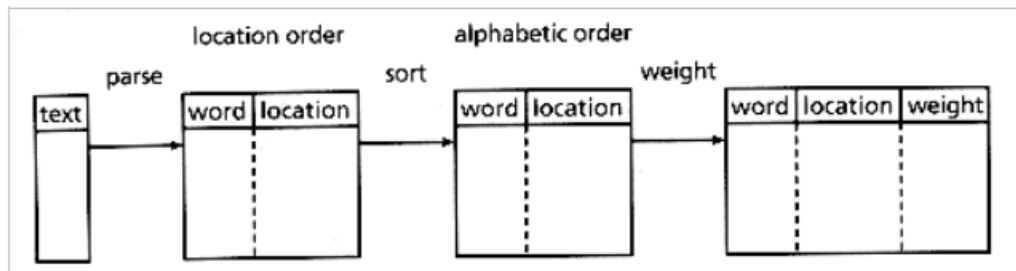 location order alphabetic order
parse sort weight
text word location word location word location weight